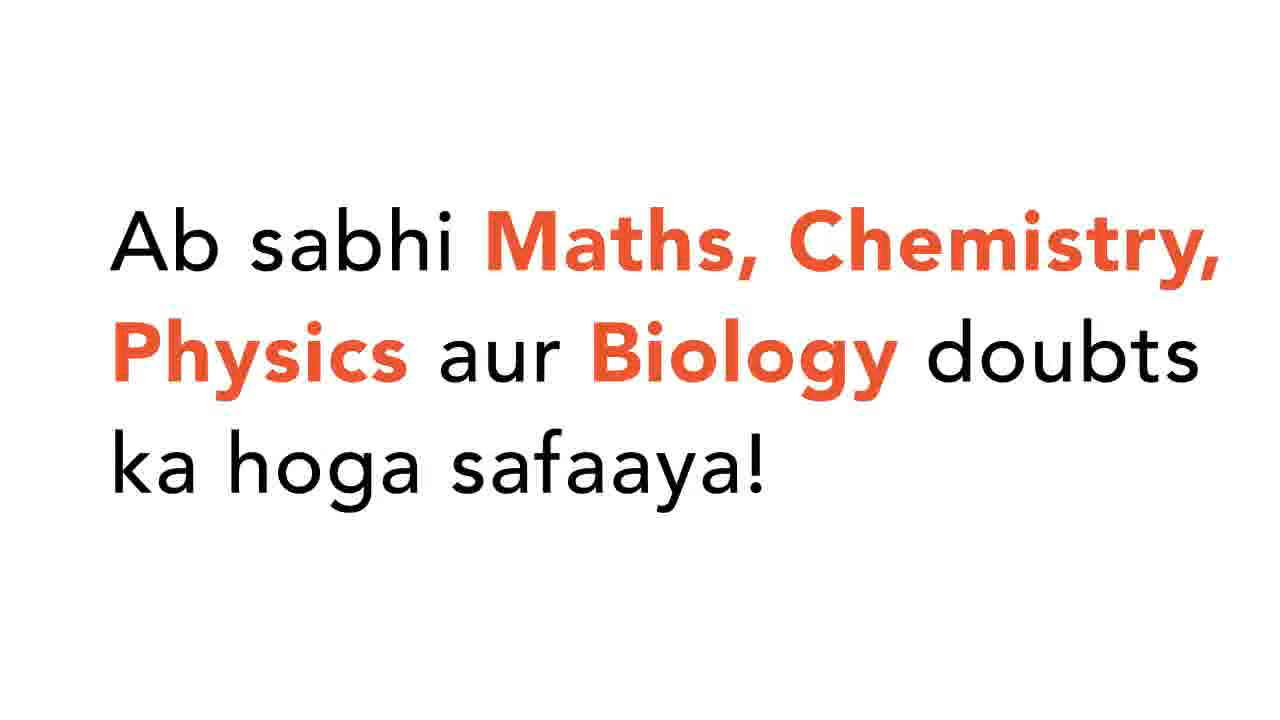 Ab sabhi Maths, Chemistry,
Physics aur Biology doubts
ka hoga safaaya!